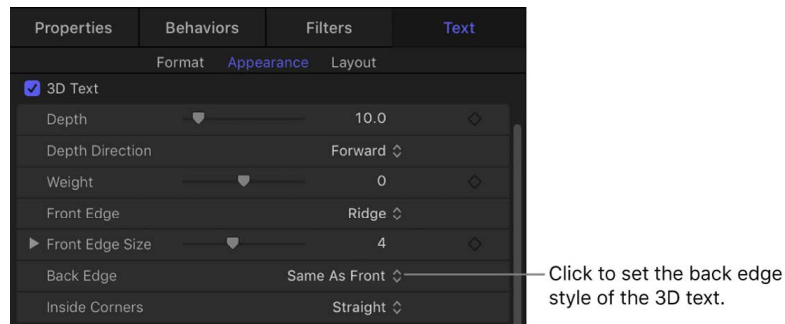 Properties Behaviors Filters Text
Format Appearance Layout
3D Text
Depth 10.0
Depth Direction Forward
Weight 0
Front Edge Ridge
Front Edge Size 4
Back Edge Same As Front
Inside Corners Straight
Click to set the back edge
style of the 3D text.